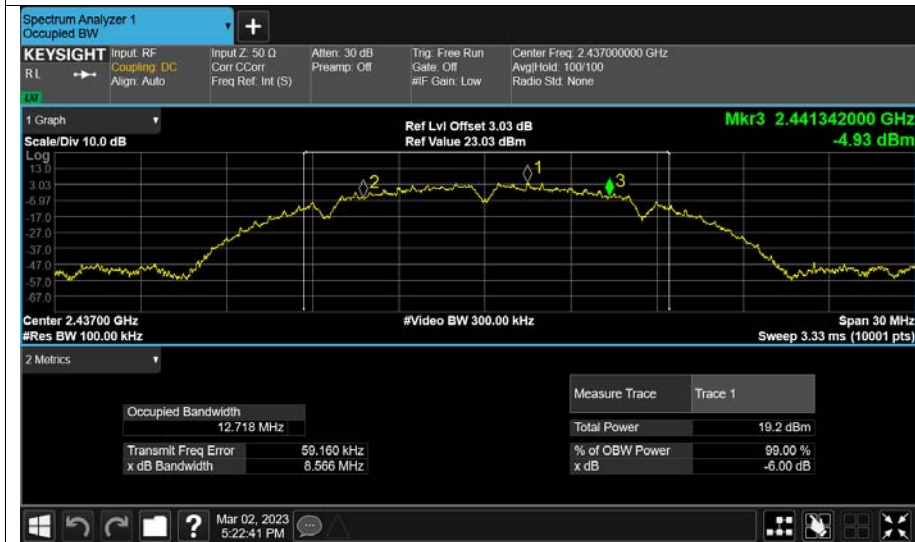 Spectrum Analyzer 1
Occupied BW
+
KEYSIGHT Input: RF Input Z: 50 Ω Atten: 30 dB Trig: Free Run Center Freq: 2.437000000 GHz
RL Coupling: DC Corr CCorr Preamp: Off Gate: Off Avg|Hold: 100/100
Align: Auto Freq Ref: Int (S) #IF Gain: Low Radio Std: None
LXI
1 Graph Ref Lvl Offset 3.03 dB Mkr3 2.441342000 GHz
Scale/Div 10.0 dB Ref Value 23.03 dBm -4.93 dBm
Log
13.0
3.03
-6.97
-17.0
-27.0
-37.0
-47.0
-57.0
-67.0
2
1
3
Center 2.43700 GHz #Video BW 300.00 kHz Span 30 MHz
#Res BW 100.00 kHz Sweep 3.33 ms (10001 pts)
2 Metrics
Measure Trace Trace 1
Occupied Bandwidth
12.718 MHz Total Power 19.2 dBm
Transmit Freq Error 59.160 kHz % of OBW Power 99.00 %
x dB Bandwidth 8.566 MHz x dB -6.00 dB
? Mar 02, 2023
5:22:41 PM